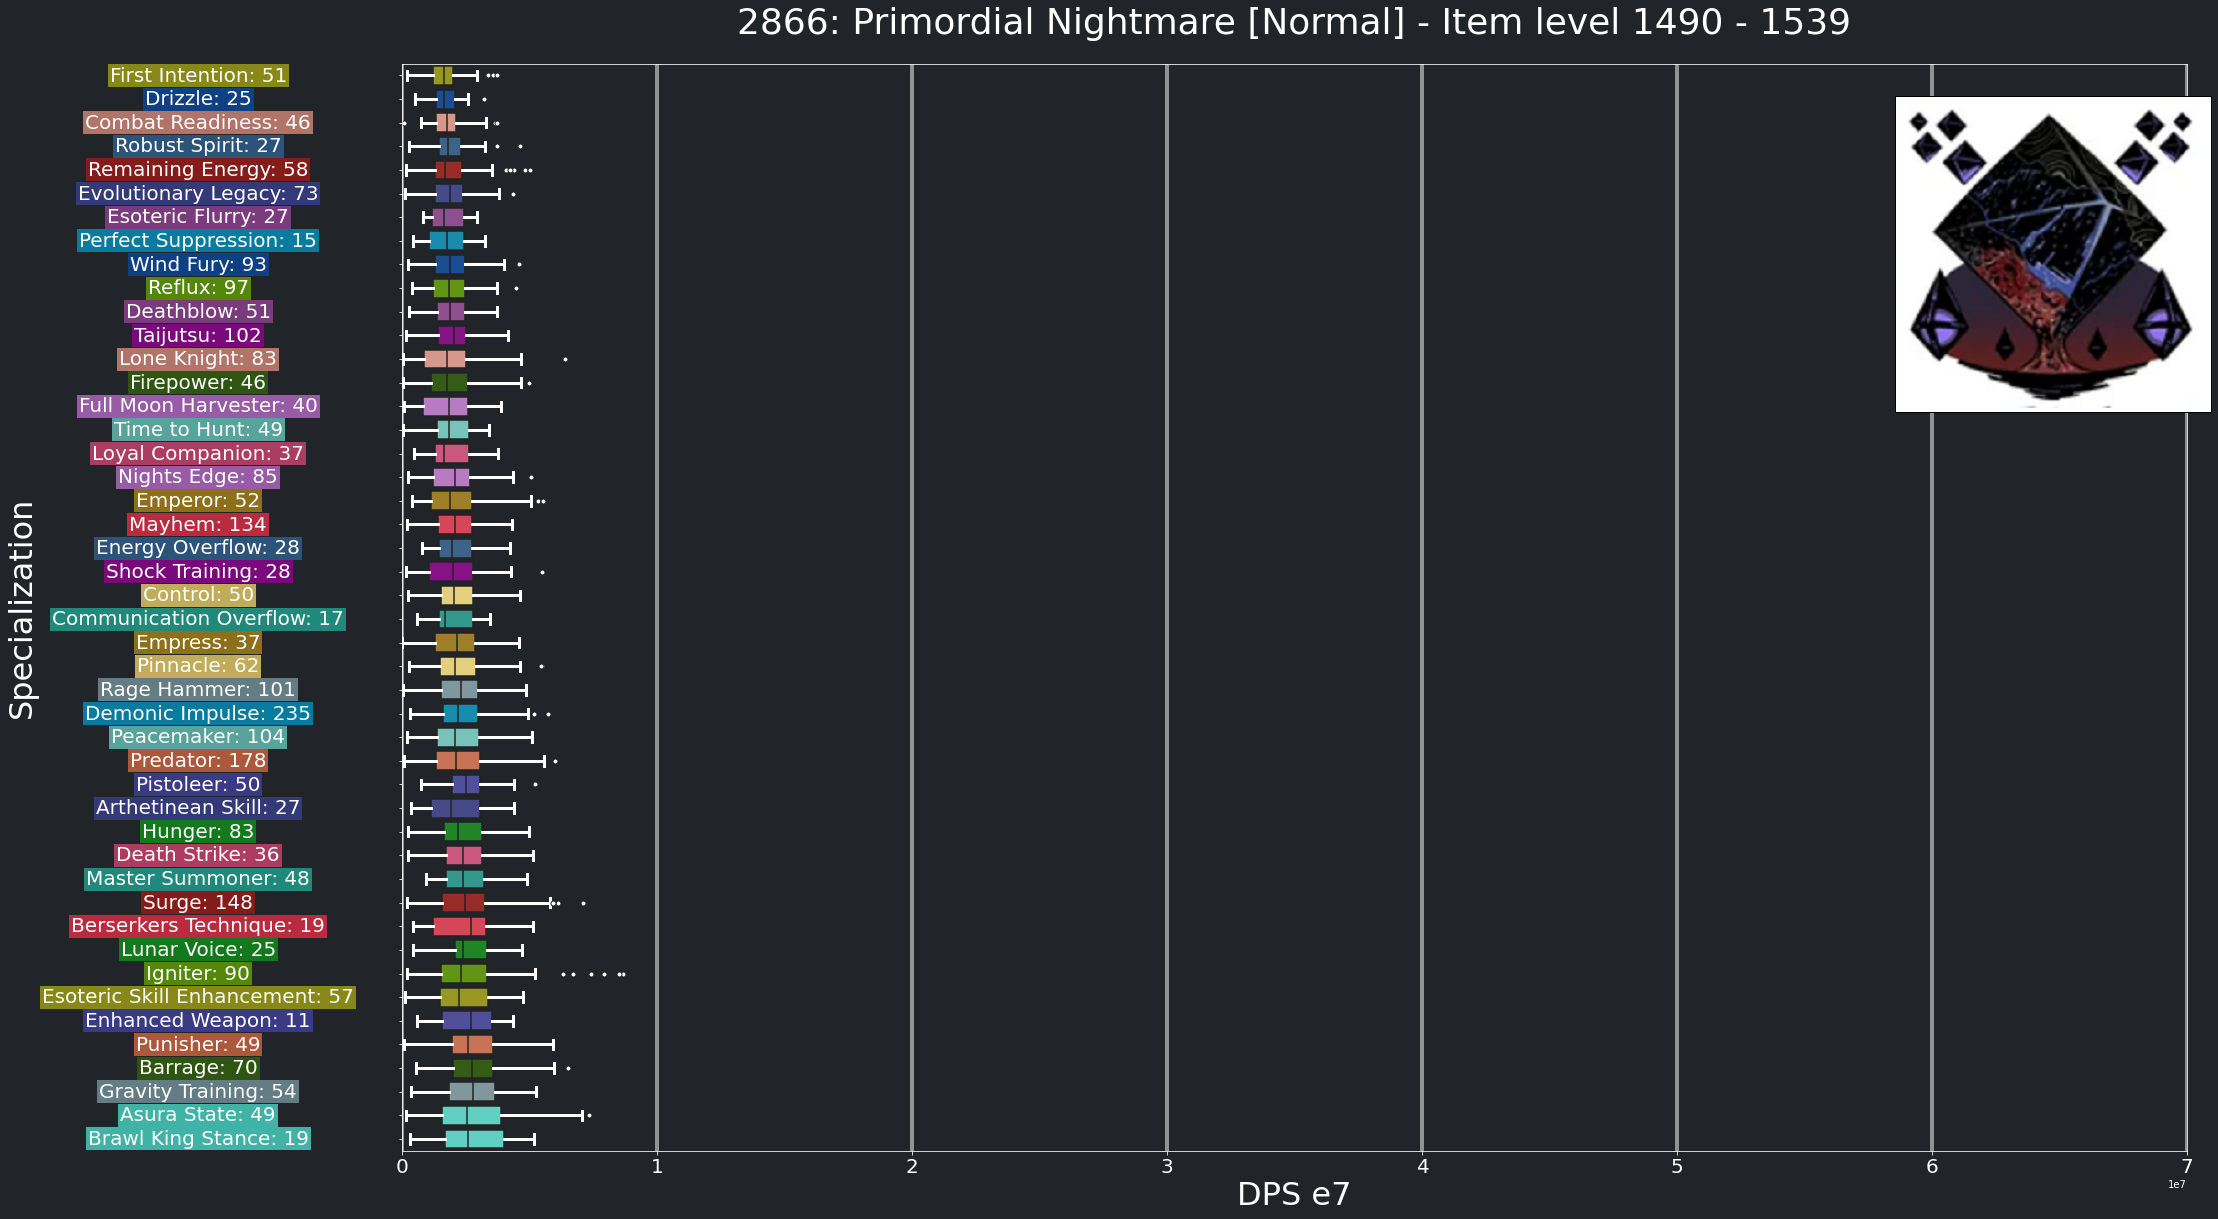 2866: Primordial Nightmare [Normal] - Item level 1490 - 1539
Specialization
First Intention: 51
Drizzle: 25
Combat Readiness: 46
Robust Spirit: 27
Remaining Energy: 58
Evolutionary Legacy: 73
Esoteric Flurry: 27
Perfect Suppression: 15
Wind Fury: 93
Reflux: 97
Deathblow: 51
Taijutsu: 102
Lone Knight: 83
Firepower: 46
Full Moon Harvester: 40
Time to Hunt: 49
Loyal Companion: 37
Nights Edge: 85
Emperor: 52
Mayhem: 134
Energy Overflow: 28
Shock Training: 28
Control: 50
Communication Overflow: 17
Empress: 37
Pinnacle: 62
Rage Hammer: 101
Demonic Impulse: 235
Peacemaker: 104
Predator: 178
Pistoleer: 50
Arthetinean Skill: 27
Hunger: 83
Death Strike: 36
Master Summoner: 48
Surge: 148
Berserkers Technique: 19
Lunar Voice: 25
Igniter: 90
Esoteric Skill Enhancement: 57
Enhanced Weapon: 11
Punisher: 49
Barrage: 70
Gravity Training: 54
Asura State: 49
Brawl King Stance: 19
0 1 2 3 4 5 6 7
1e7
DPS e7